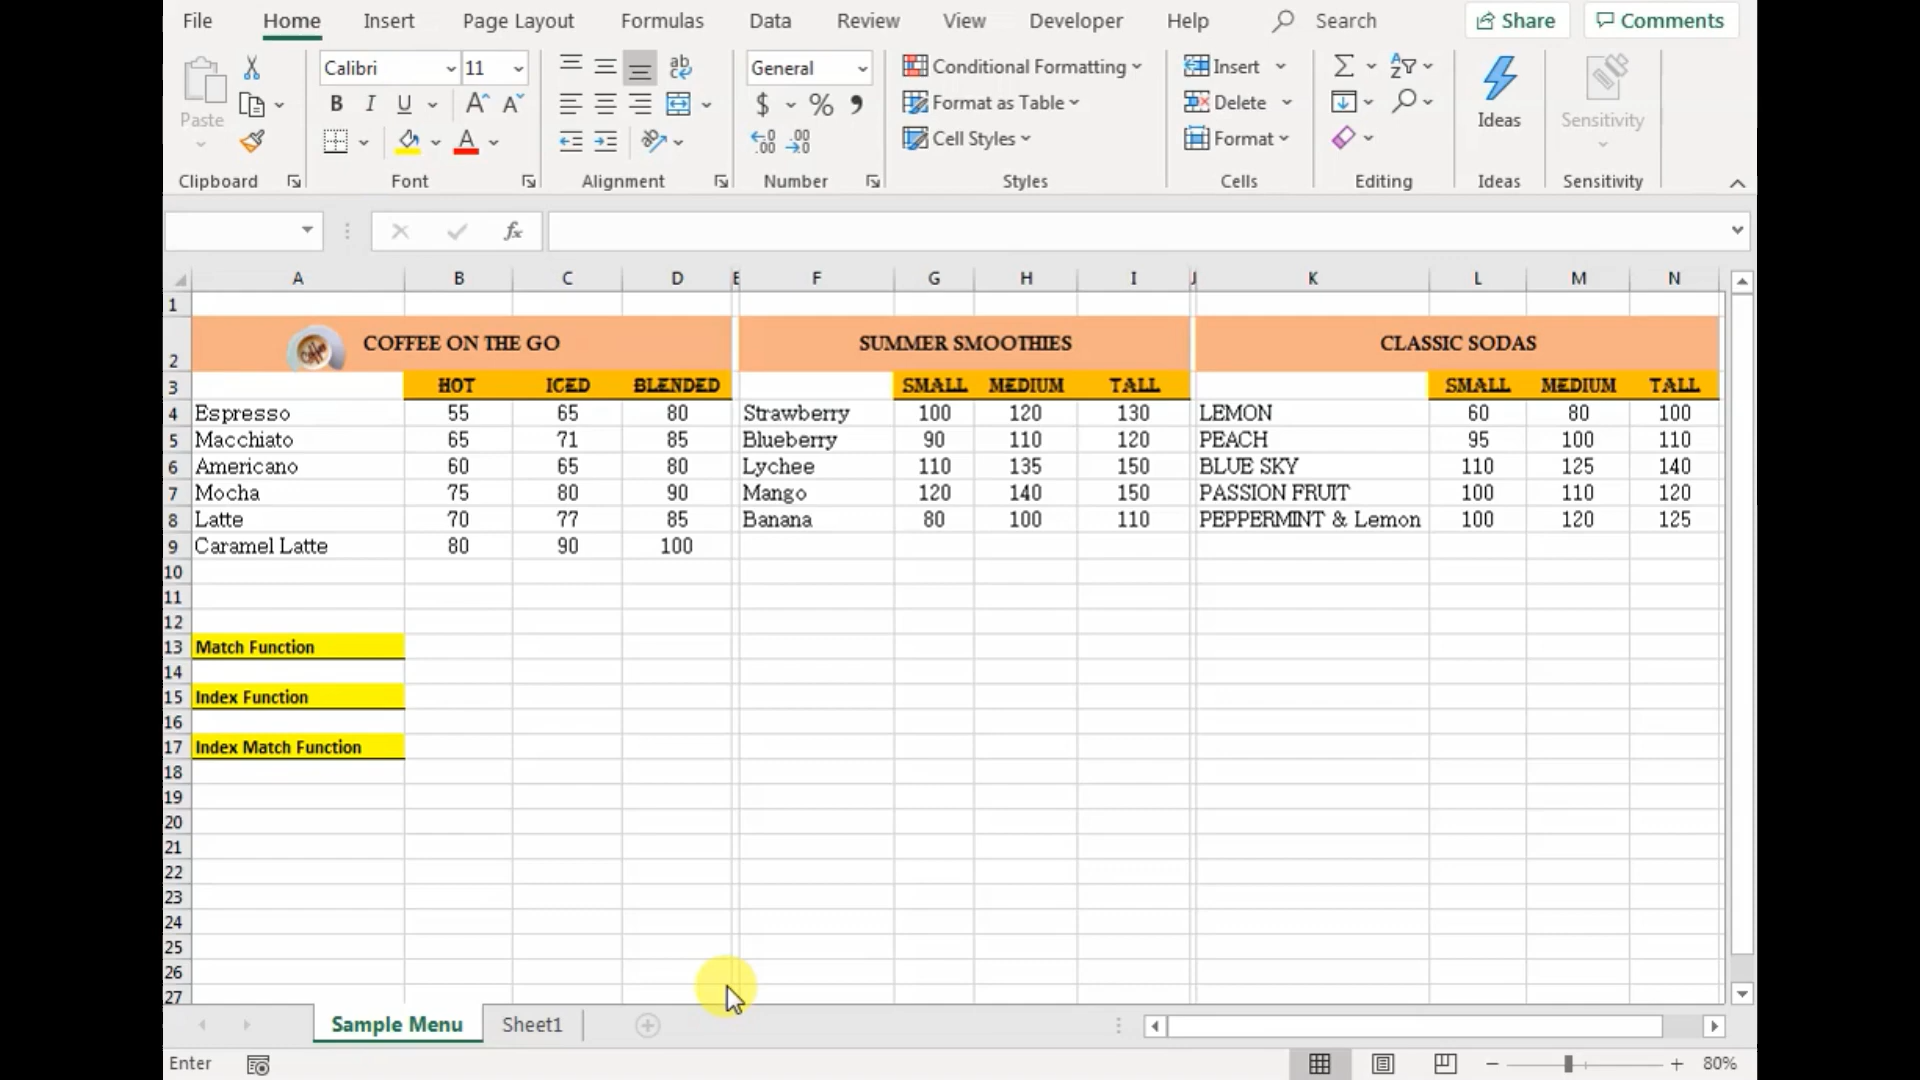 File Home Insert Page Layout Formulas Data Review View Developer Help Search Share Comments
Calibri 11 ab General Conditional Formatting Insert
Paste B I U A A $ % Format as Table Delete Ideas Sensitivity
A .00 .00 Cell Styles Format
Clipboard Font Alignment Number Styles Cells Editing Ideas Sensitivity
fx
A B C D E F G H I J K L M N
1
2 COFFEE ON THE GO SUMMER SMOOTHIES CLASSIC SODAS
3 HOT ICED BLENDED SMALL MEDIUM TALL SMALL MEDIUM TALL
4 Espresso 55 65 80 Strawberry 100 120 130 LEMON 60 80 100
5 Macchiato 65 71 85 Blueberry 90 110 120 PEACH 95 100 110
6 Americano 60 65 80 Lychee 110 135 150 BLUE SKY 110 125 140
7 Mocha 75 80 90 Mango 120 140 150 PASSION FRUIT 100 110 120
8 Latte 70 77 85 Banana 80 100 110 PEPPERMINT & Lemon 100 120 125
9 Caramel Latte 80 90 100
10
11
12
13 Match Function
14
15 Index Function
16
17 Index Match Function
18
19
20
21
22
23
24
25
26
27
Sample Menu Sheet1
Enter 80%